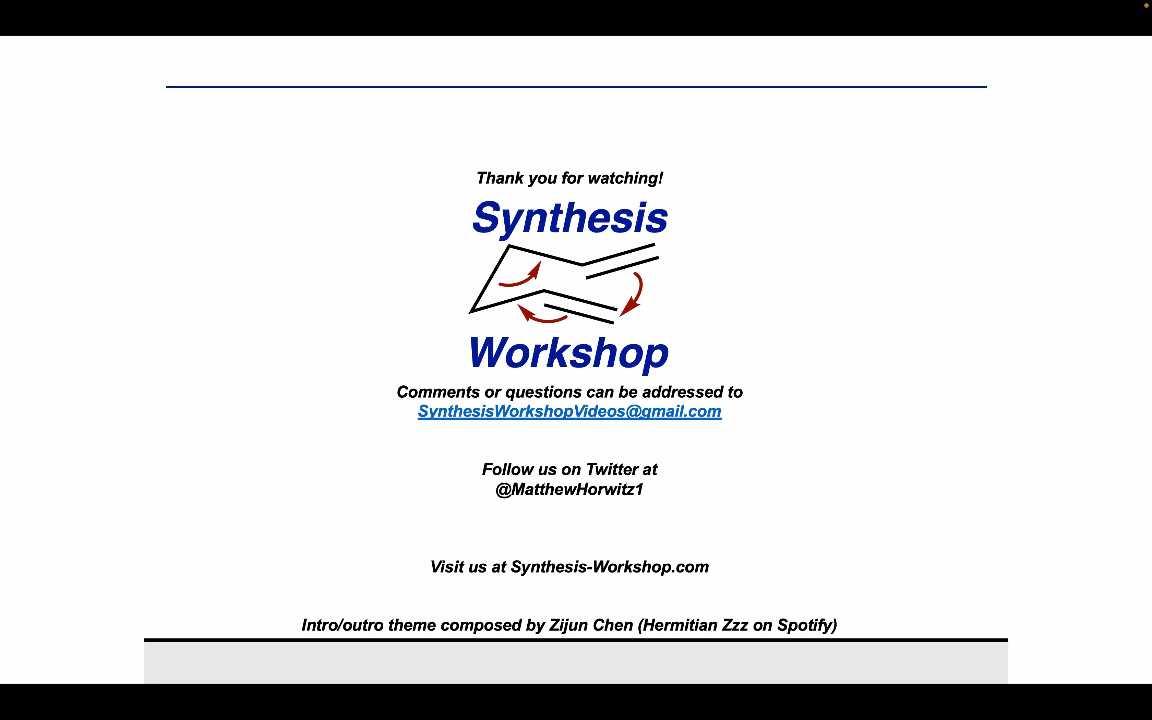 Thank you for watching!
Synthesis
Workshop
Comments or questions can be addressed to
SynthesisWorkshopVideos@gmail.com
Follow us on Twitter at
@MatthewHorwitz1
Visit us at Synthesis-Workshop.com
Intro/outro theme composed by Zijun Chen (Hermitian Zzz on Spotify)